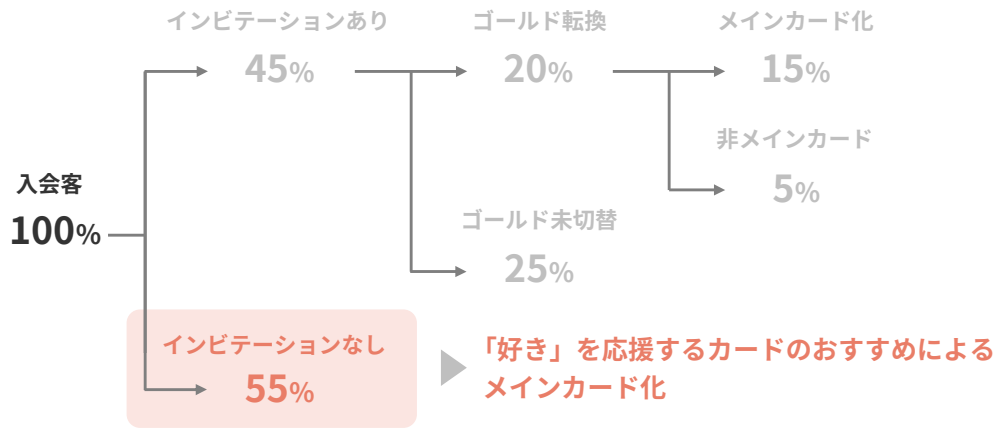 インビテーションあり
45%
ゴールド転換
20%
メインカード化
15%
非メインカード
5%
入会客
100%
ゴールド未切替
25%
インビテーションなし
55%
「好き」を応援するカードのおすすめによる
メインカード化